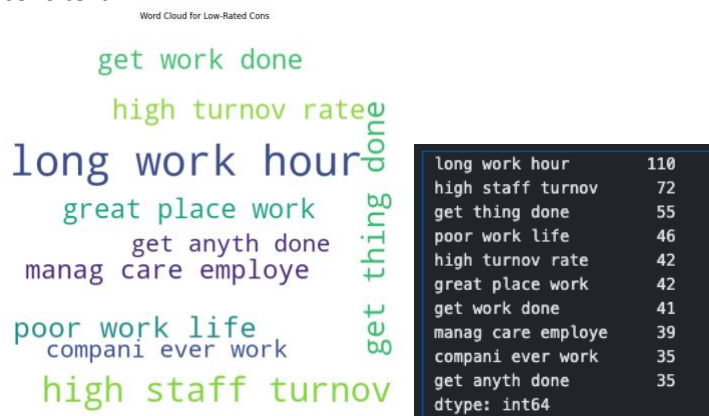 Word Cloud for Low-Rated Cons
get work done
high turnov rate
long work hour
get thing done
great place work
get anyth done
manag care employe
poor work life
compani ever work
high staff turnov
long work hour 110
high staff turnov 72
get thing done 55
poor work life 46
high turnov rate 42
great place work 42
get work done 41
manag care employe 39
compani ever work 35
get anyth done 35
dtype: int64